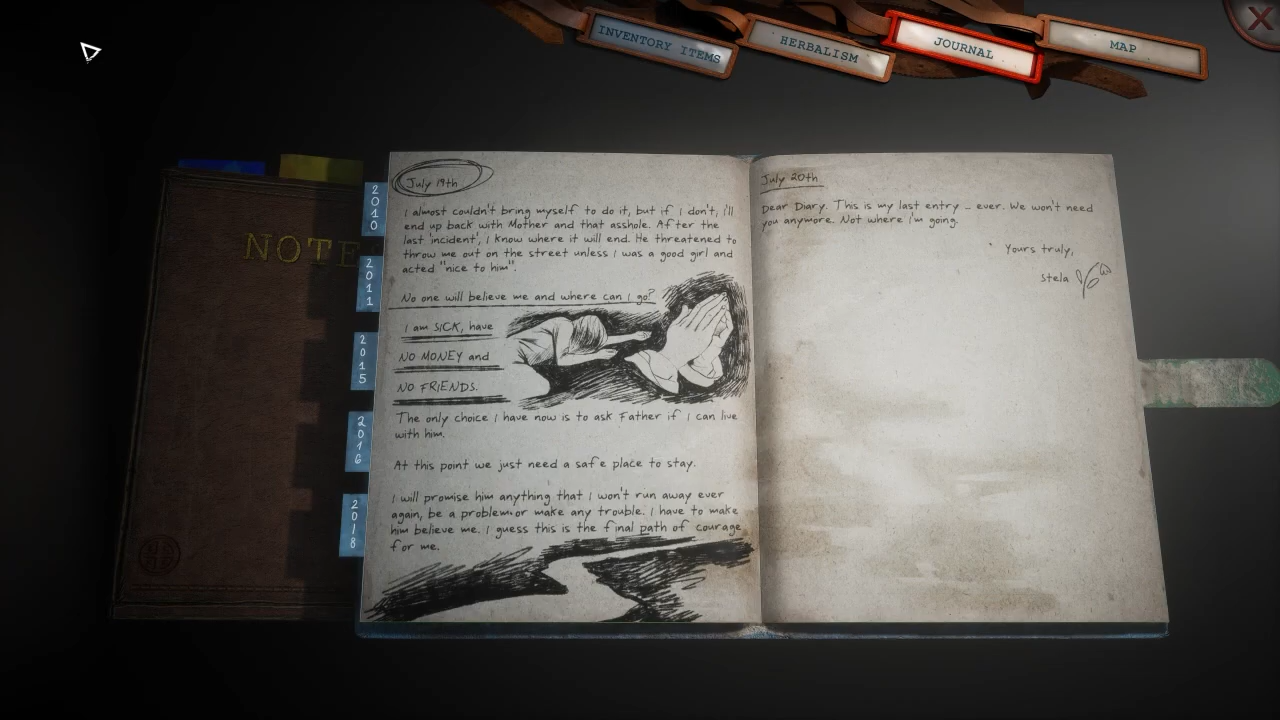 INVENTORY ITEMS
HERBALISM
JOURNAL
MAP
X
NOTE
2010
2011
2015
2016
2018
July 19th
I almost couldn't bring myself to do it, but if I don't, I'll
end up back with Mother and that asshole. After the
last 'incident', I know where it will end. He threatened to
throw me out on the street unless I was a good girl and
acted "nice to him".
No one will believe me and where can I go?
I am SICK, have
NO MONEY and
NO FRIENDS.
The only choice I have now is to ask Father if I can live
with him.
At this point we just need a safe place to stay.
I will promise him anything that I won't run away ever
again, be a problem or make any trouble. I have to make
him believe me. I guess this is the final path of courage
for me.
July 20th
Dear Diary. This is my last entry - ever. We won't need
you anymore. Not where I'm going.
Yours truly,
Stela